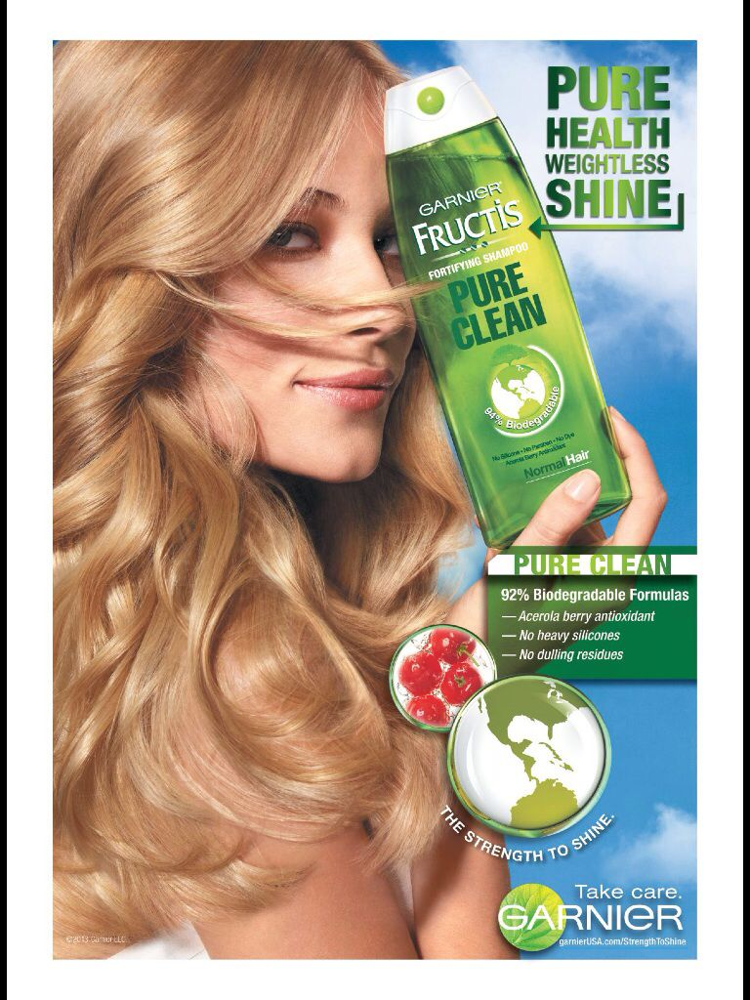 PURE
HEALTH
WEIGHTLESS
SHINE
GARNIER
FRUCTIS
FORTIFYING SHAMPOO
PURE
CLEAN
94% Biodegradable
No Silicone • No Paraben • No Dye
Acerola Berry Antioxidant
Normal Hair
PURE CLEAN
92% Biodegradable Formulas
— Acerola berry antioxidant
— No heavy silicones
— No dulling residues
THE STRENGTH TO SHINE.
Take care.
GARNIER
garnierUSA.com/StrengthToShine
©2013 Garnier LLC.